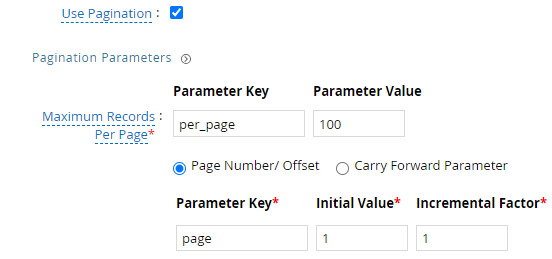 Use Pagination :
Pagination Parameters
Parameter Key Parameter Value
Maximum Records : per_page 100
Per Page*
Page Number/ Offset Carry Forward Parameter
Parameter Key* Initial Value* Incremental Factor*
page 1 1